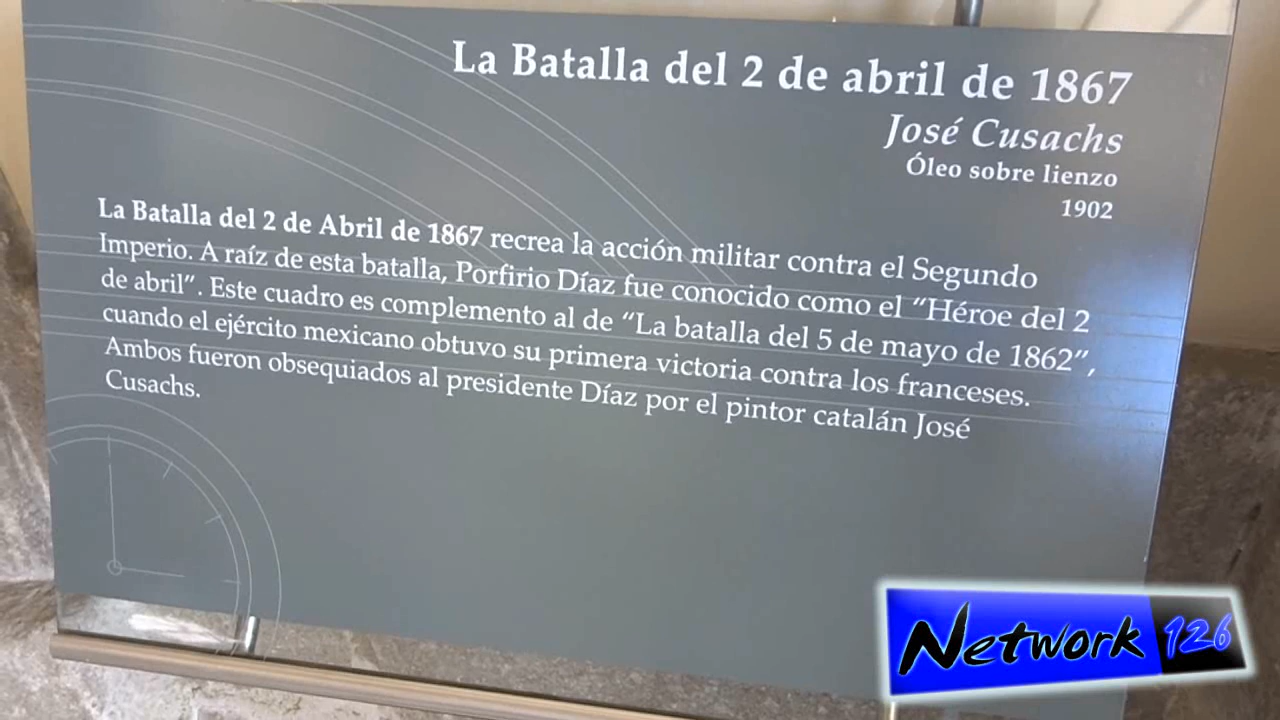 La Batalla del 2 de abril de 1867
José Cusachs
Óleo sobre lienzo
1902
La Batalla del 2 de Abril de 1867 recrea la acción militar contra el Segundo
Imperio. A raíz de esta batalla, Porfirio Díaz fue conocido como el "Héroe del 2
de abril". Este cuadro es complemento al de "La batalla del 5 de mayo de 1862",
cuando el ejército mexicano obtuvo su primera victoria contra los franceses.
Ambos fueron obsequiados al presidente Díaz por el pintor catalán José
Cusachs.
Network 126